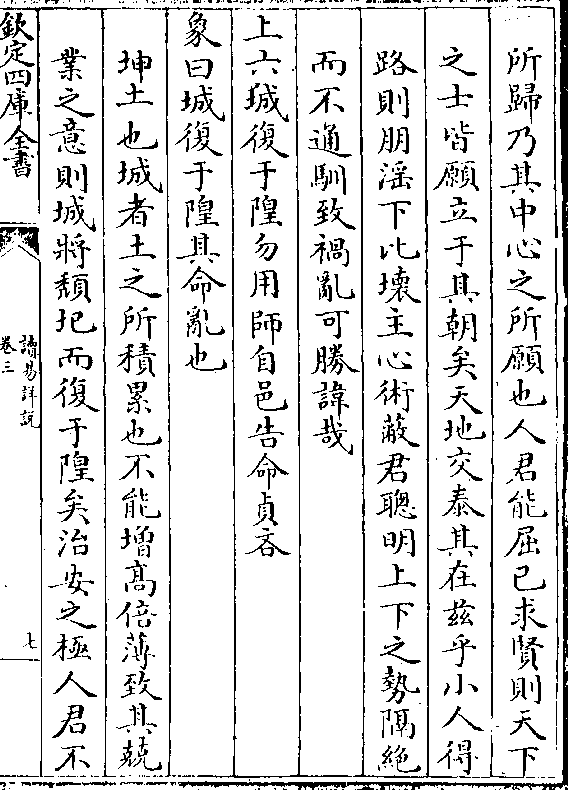 所歸乃其中心之所願也人君能屈己求賢則天下
之士皆願立于其朝矣天地交泰其在兹乎小人得
路則朋淫下比壞主心術蔽君聰明上下之勢隔絶
而不通馴致禍亂可勝諱哉
上六城復于隍勿用師自邑告命貞吝
象曰城復于隍其命亂也
坤土也城者土之所積累也不能增髙倍薄致其兢
業之意則城將頽圯而復于隍矣治安之極人君不
欽定四庫全書
讀易詳説
卷三
七